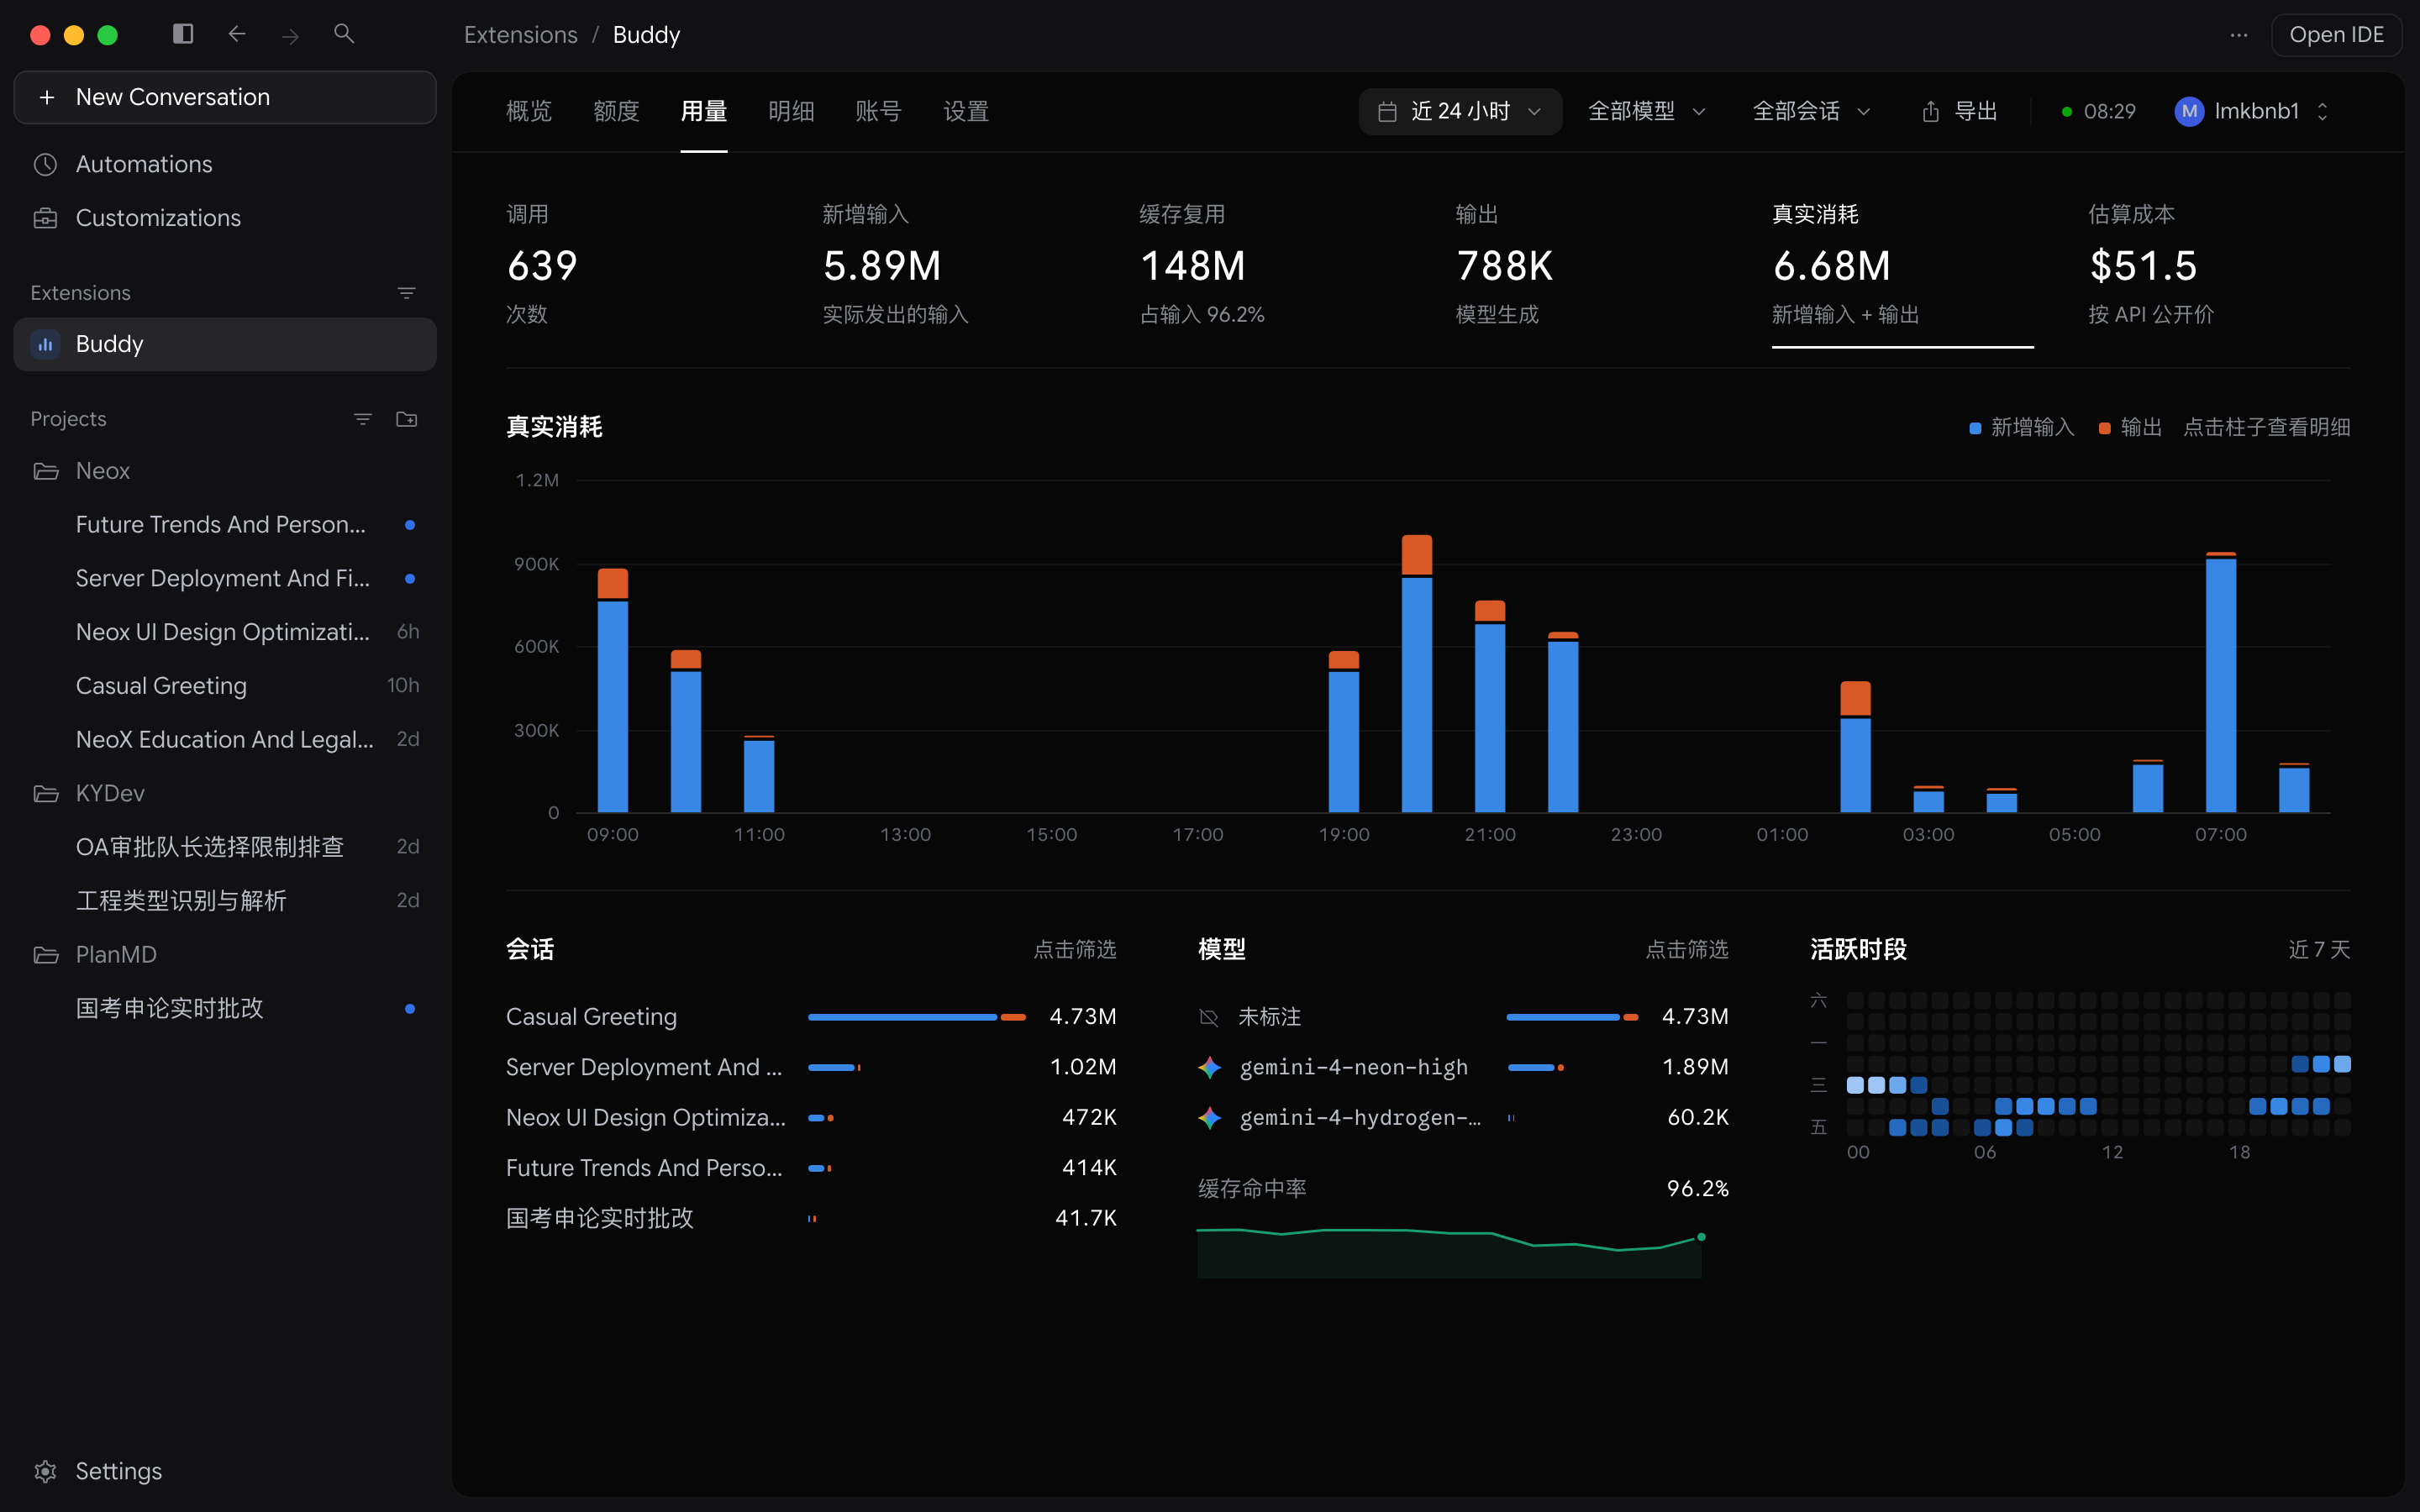 Extensions / Buddy
Open IDE
New Conversation
Automations
Customizations
Extensions
Buddy
Projects
Neox
Future Trends And Person...
Server Deployment And Fi...
Neox UI Design Optimizati... 6h
Casual Greeting 10h
NeoX Education And Legal... 2d
KYDev
OA审批队长选择限制排查 2d
工程类型识别与解析 2d
PlanMD
国考申论实时批改
Settings
概览 额度 用量 明细 账号 设置
近 24 小时 全部模型 全部会话 导出 08:29 M lmkbnb1
调用 新增输入 缓存复用 输出 真实消耗 估算成本
639 5.89M 148M 788K 6.68M $51.5
次数 实际发出的输入 占输入 96.2% 模型生成 新增输入 + 输出 按 API 公开价
真实消耗
新增输入 输出 点击柱子查看明细
1.2M
900K
600K
300K
0
09:00 11:00 13:00 15:00 17:00 19:00 21:00 23:00 01:00 03:00 05:00 07:00
会话 点击筛选
Casual Greeting 4.73M
Server Deployment And ... 1.02M
Neox UI Design Optimiza... 472K
Future Trends And Perso... 414K
国考申论实时批改 41.7K
模型 点击筛选
未标注 4.73M
gemini-4-neon-high 1.89M
gemini-4-hydrogen-... 60.2K
缓存命中率 96.2%
活跃时段 近 7 天
六
一
三
五
00 06 12 18